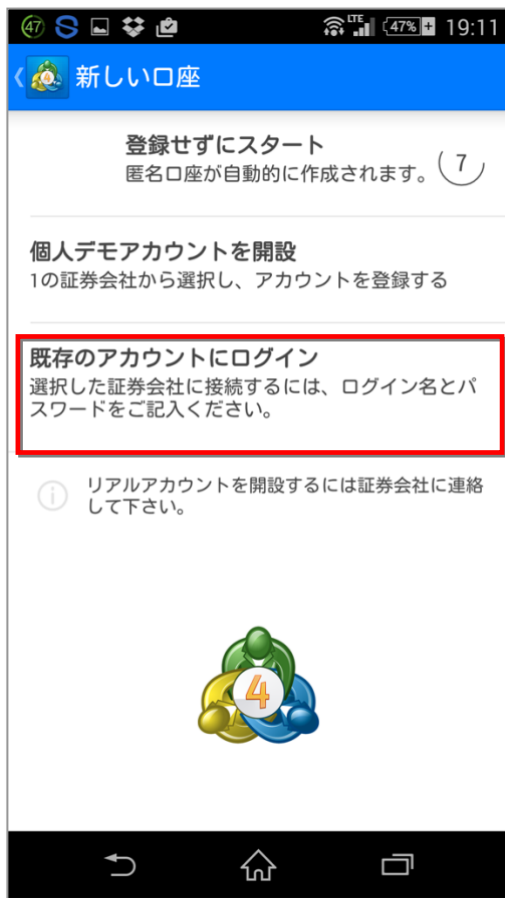 47 LTE 47% 19:11
新しい口座
登録せずにスタート
匿名口座が自動的に作成されます。 7
個人デモアカウントを開設
1の証券会社から選択し、アカウントを登録する
既存のアカウントにログイン
選択した証券会社に接続するには、ログイン名とパ
スワードをご記入ください。
リアルアカウントを開設するには証券会社に連絡
して下さい。
4